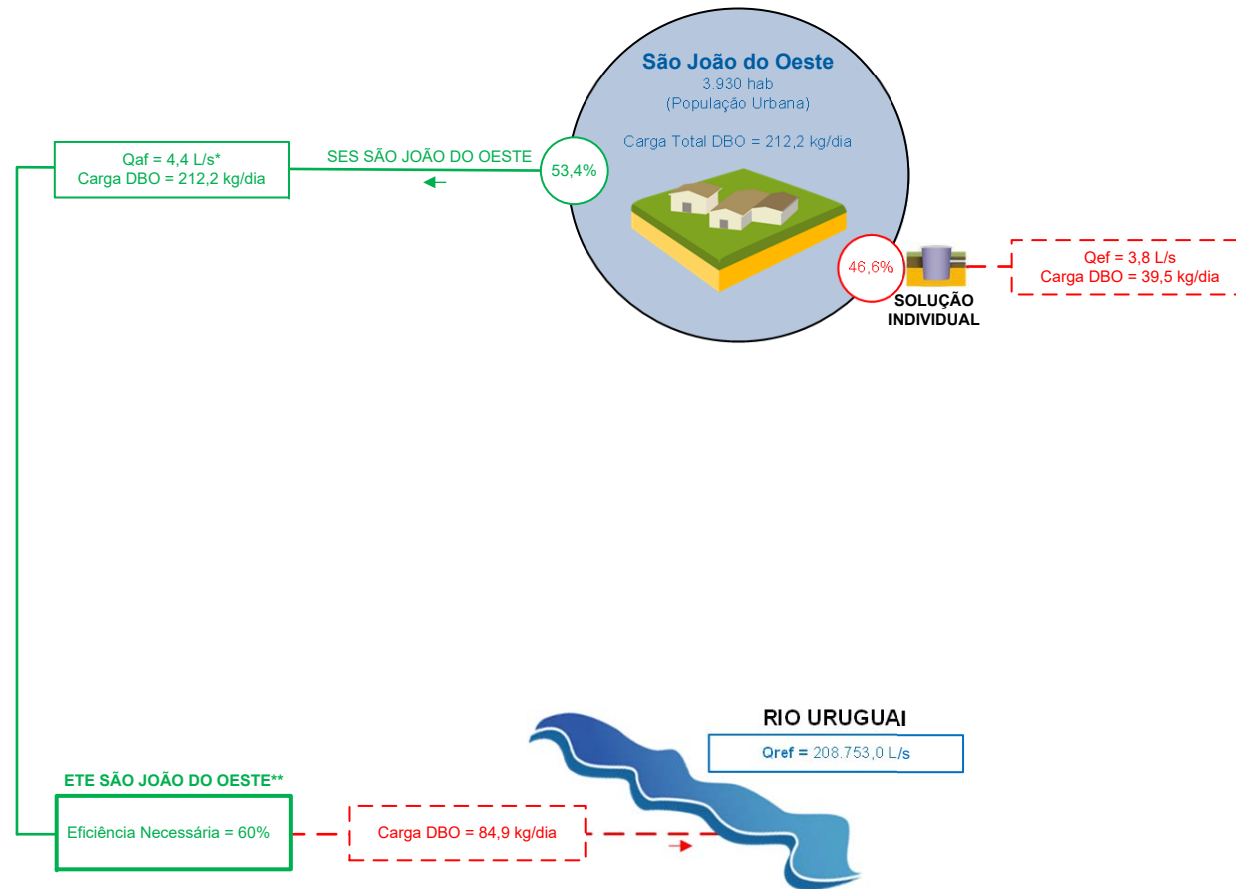 São João do Oeste
3.930 hab
(População Urbana)
Carga Total DBO = 212,2 kg/dia
Qaf = 4,4 L/s*
Carga DBO = 212,2 kg/dia
SES SÃO JOÃO DO OESTE
53,4%
46,6%
SOLUÇÃO
INDIVIDUAL
Qef = 3,8 L/s
Carga DBO = 39,5 kg/dia
RIO URUGUAI
Qref = 208.753,0 L/s
ETE SÃO JOÃO DO OESTE**
Eficiência Necessária = 60%
Carga DBO = 84,9 kg/dia